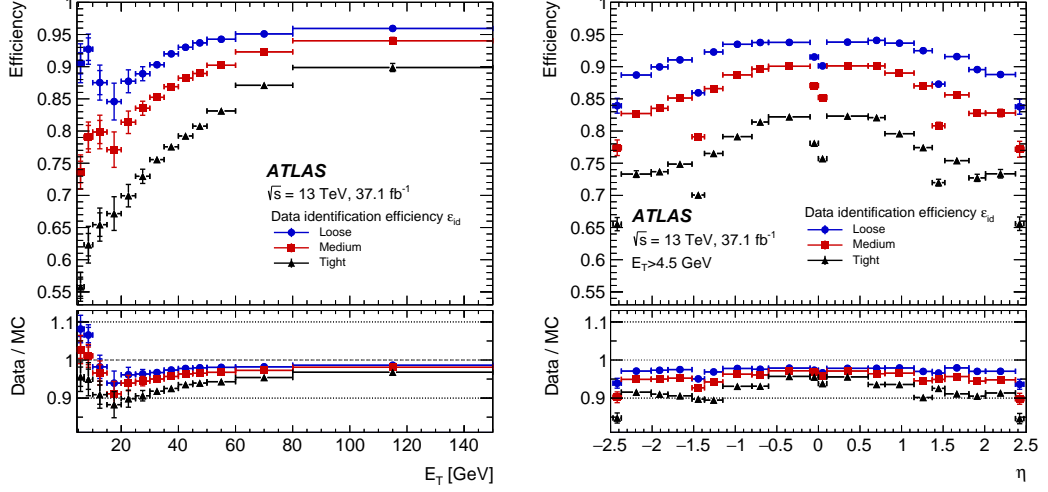 Efficiency
1
0.95
0.9
0.85
0.8
0.75
0.7
0.65
0.6
0.55
ATLAS
√s = 13 TeV, 37.1 fb⁻¹
Data identification efficiency ε_id
Loose
Medium
Tight
Data / MC
1.1
1
0.9
20 40 60 80 100 120 140
E_T [GeV]
Efficiency
1
0.95
0.9
0.85
0.8
0.75
0.7
0.65
0.6
0.55
ATLAS
√s = 13 TeV, 37.1 fb⁻¹
E_T>4.5 GeV
Data identification efficiency ε_id
Loose
Medium
Tight
Data / MC
1.1
1
0.9
−2.5 −2 −1.5 −1 −0.5 0 0.5 1 1.5 2 2.5
η